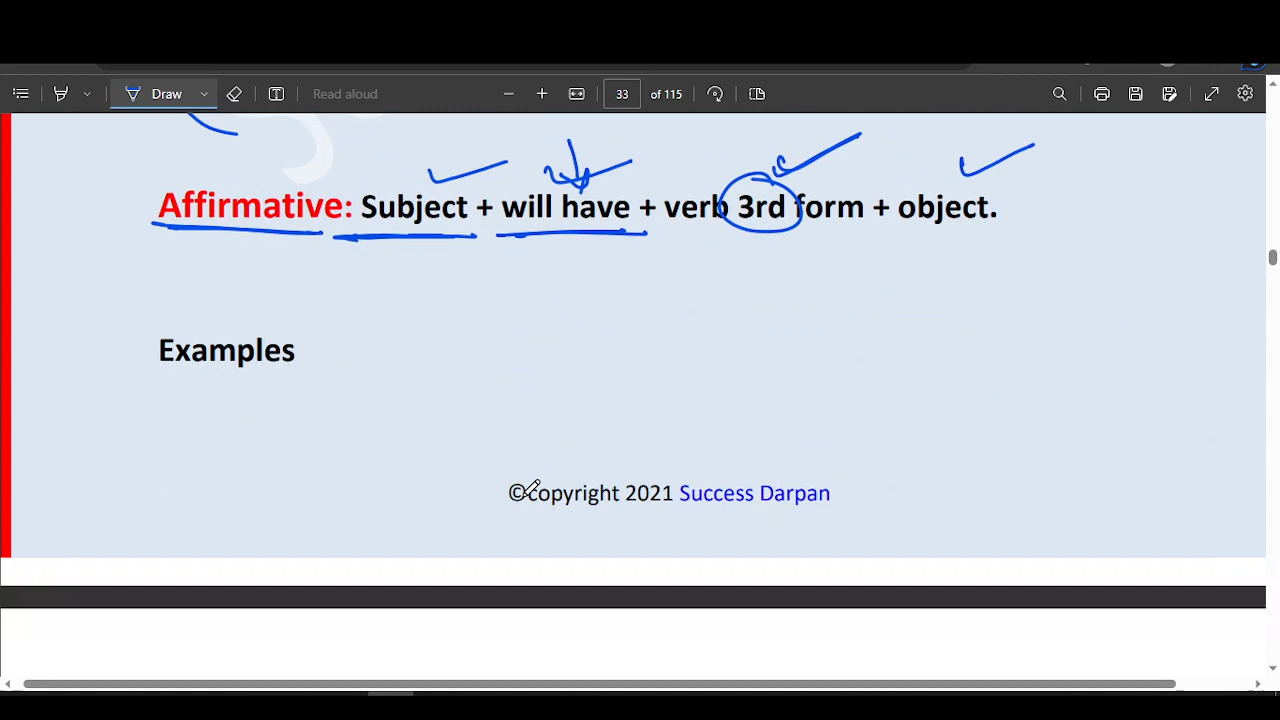 Draw
Read aloud
33 of 115
Affirmative: Subject + will have + verb 3rd form + object.
Examples
©copyright 2021 Success Darpan